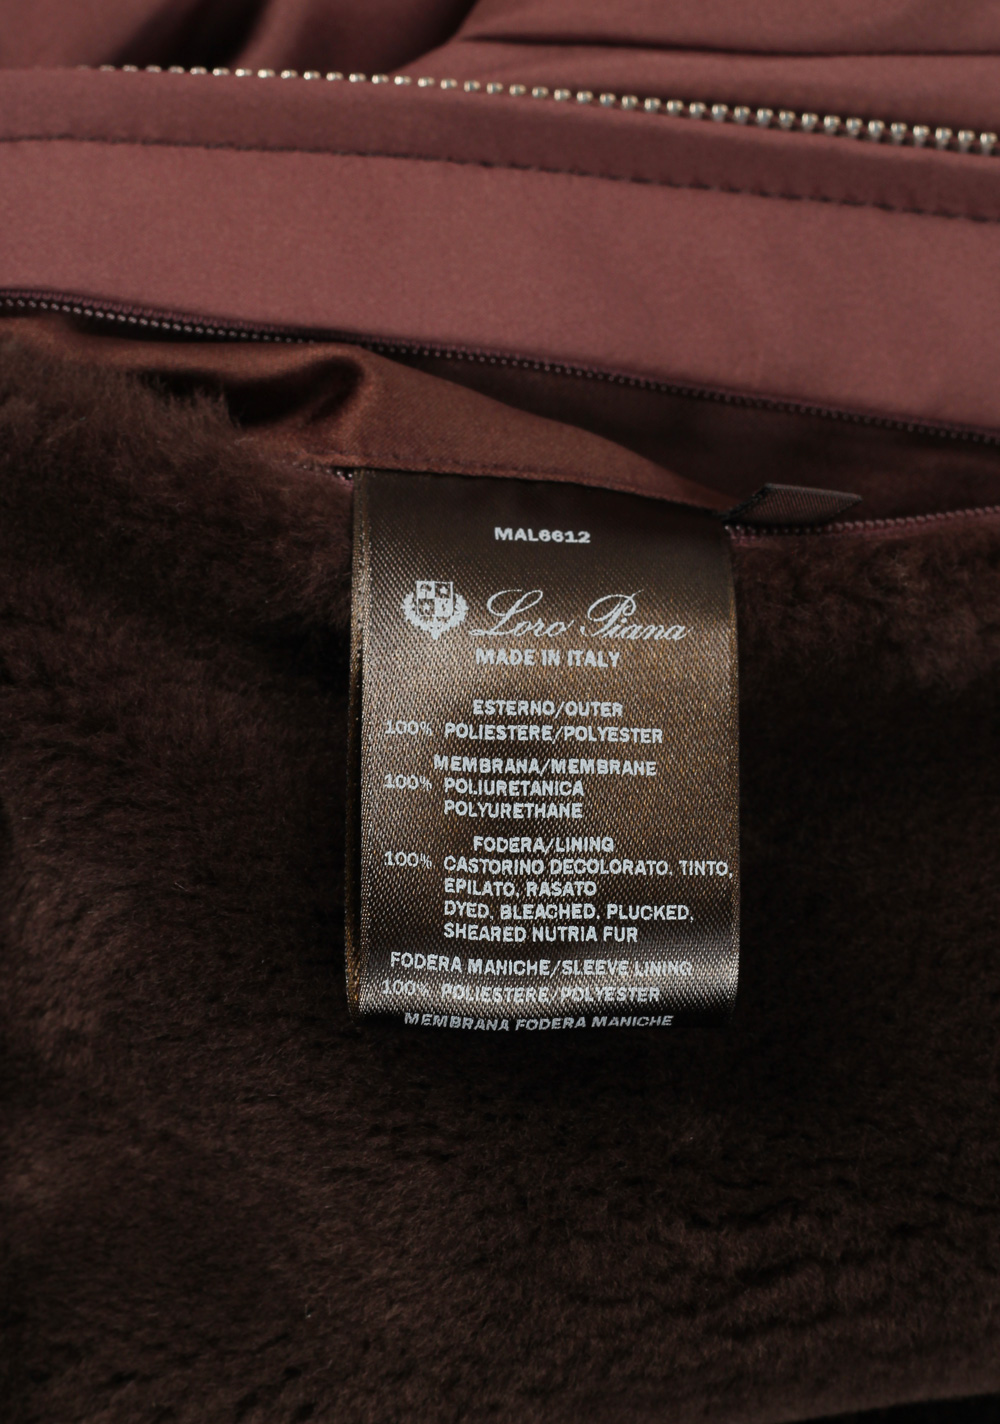 MAL6612
Loro Piana
MADE IN ITALY
ESTERNO/OUTER
100% POLIESTERE/POLYESTER
MEMBRANA/MEMBRANE
100% POLIURETANICA
POLYURETHANE
FODERA/LINING
100% CASTORINO DECOLORATO, TINTO,
EPILATO, RASATO
DYED, BLEACHED, PLUCKED,
SHEARED NUTRIA FUR
FODERA MANICHE/SLEEVE LINING
100% POLIESTERE/POLYESTER
MEMBRANA FODERA MANICHE